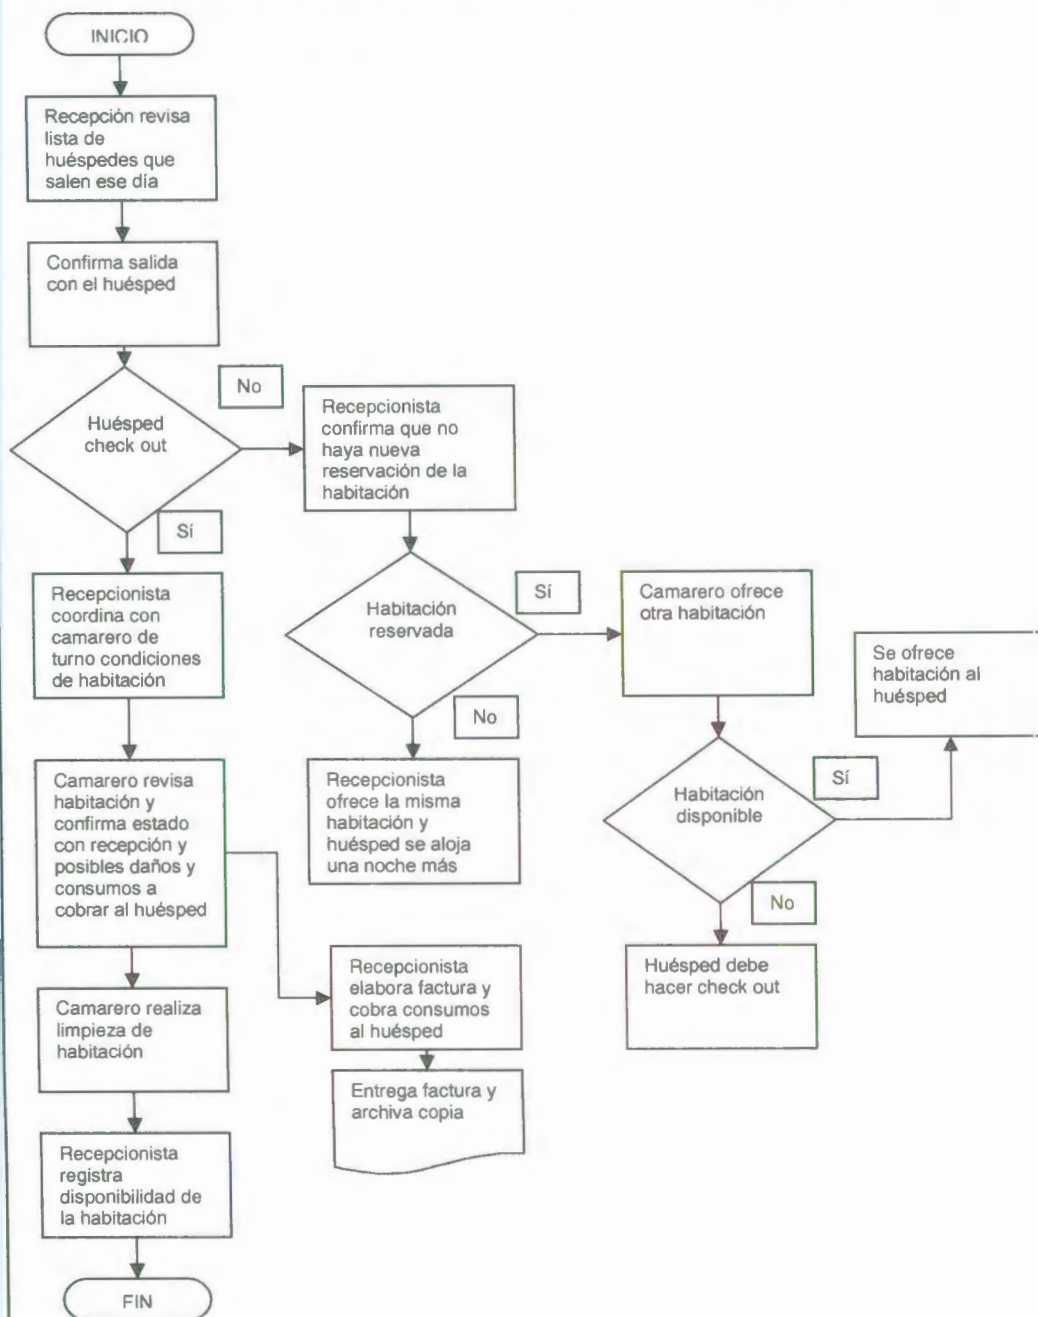 INICIO
Recepción revisa
lista de
huéspedes que
salen ese día
Confirma salida
con el huésped
Huésped
check out
No
Recepcionista
confirma que no
haya nueva
reservación de la
habitación
Sí
Recepcionista
coordina con
camarero de
turno condiciones
de habitación
Habitación
reservada
Sí
Camarero ofrece
otra habitación
Se ofrece
habitación al
huésped
No
Recepcionista
ofrece la misma
habitación y
huésped se aloja
una noche más
Habitación
disponible
Sí
No
Huésped debe
hacer check out
Camarero revisa
habitación y
confirma estado
con recepción y
posibles daños y
consumos a
cobrar al huésped
Recepcionista
elabora factura y
cobra consumos
al huésped
Entrega factura y
archiva copia
Camarero realiza
limpieza de
habitación
Recepcionista
registra
disponibilidad de
la habitación
FIN